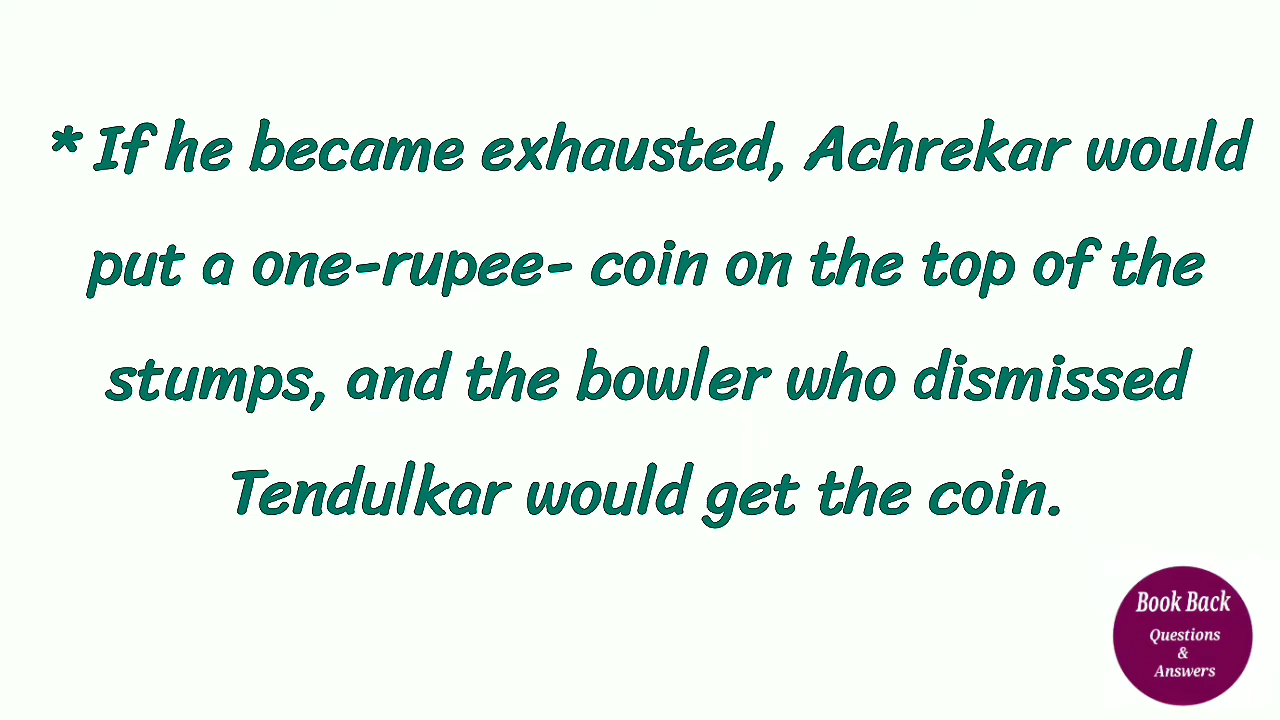 * If he became exhausted, Achrekar would
put a one-rupee- coin on the top of the
stumps, and the bowler who dismissed
Tendulkar would get the coin.
Book Back
Questions
&
Answers